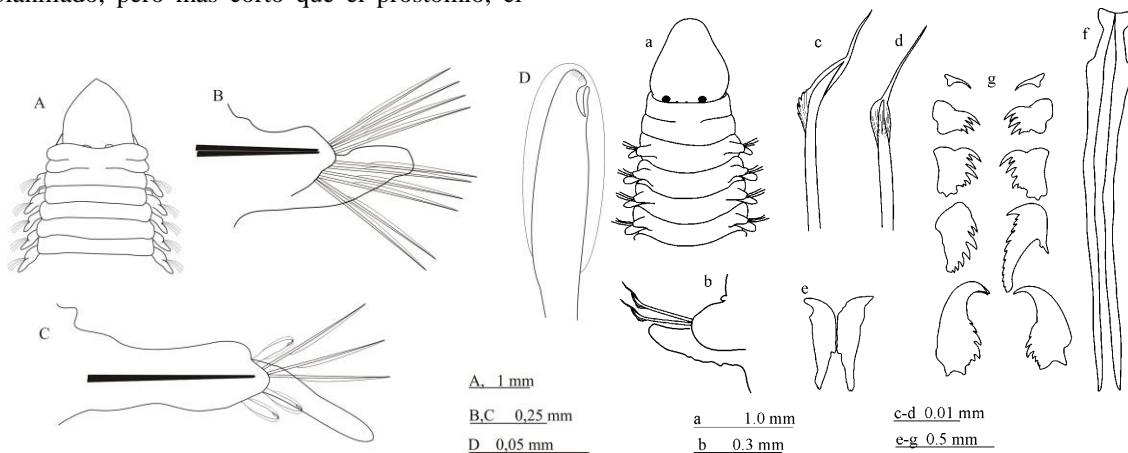 planado, pero más corto que el prostomio, el
A
B
C
D
A, 1 mm
B,C 0,25 mm
D 0,05 mm
a
b
c
d
e
f
g
a 1.0 mm
b 0.3 mm
c-d 0.01 mm
e-g 0.5 mm